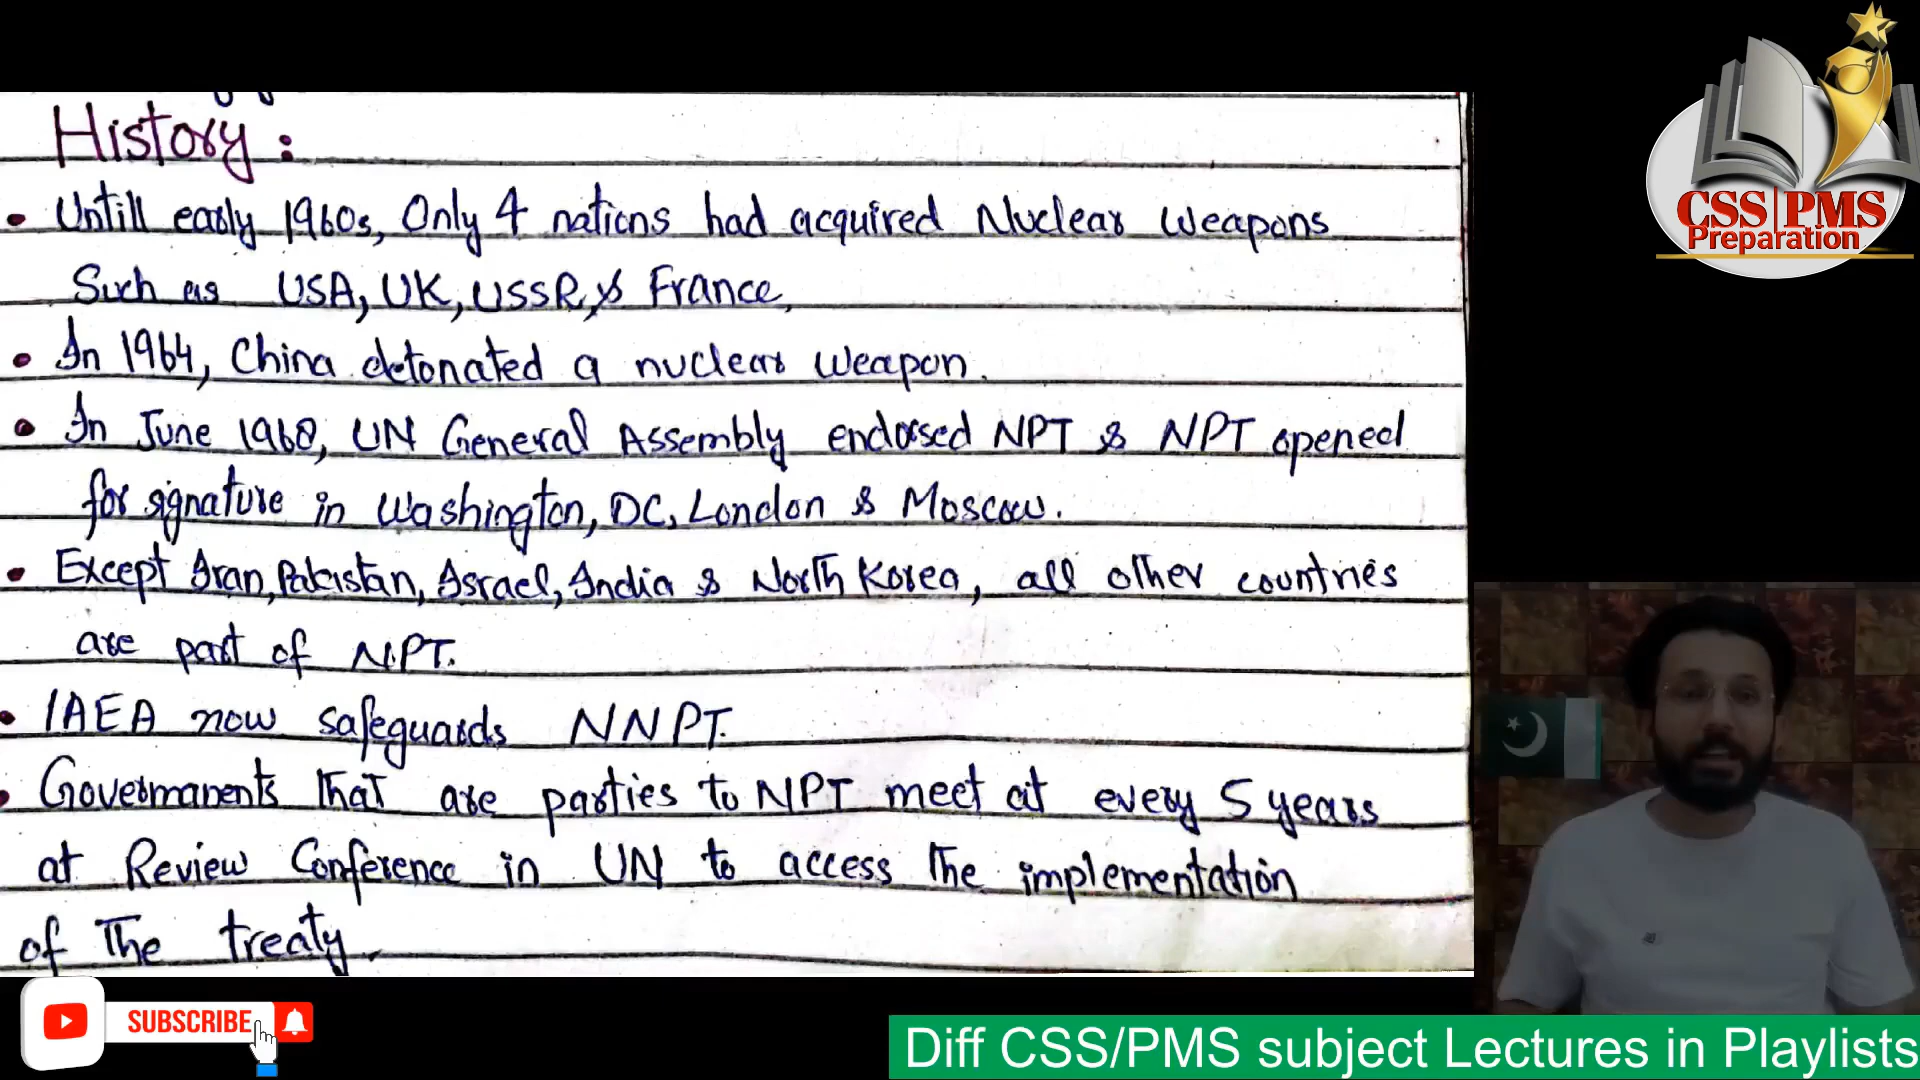 History :
• Untill early 1960s, Only 4 nations had acquired Nuclear Weapons
Such as USA, UK, USSR, & France,
• In 1964, China detonated a nuclear weapon.
• In June 1968, UN General Assembly endorsed NPT & NPT opened
for signature in Washington, DC, London & Moscow.
• Except Iran, Pakistan, Israel, India & North Korea, all other countries
are part of NPT.
• IAEA now safeguards NNPT.
• Govermanents that are parties to NPT meet at every 5 years
at Review Conference in UN to access the implementation
of the treaty.
CSS|PMS
Preparation
SUBSCRIBE
Diff CSS/PMS subject Lectures in Playlists